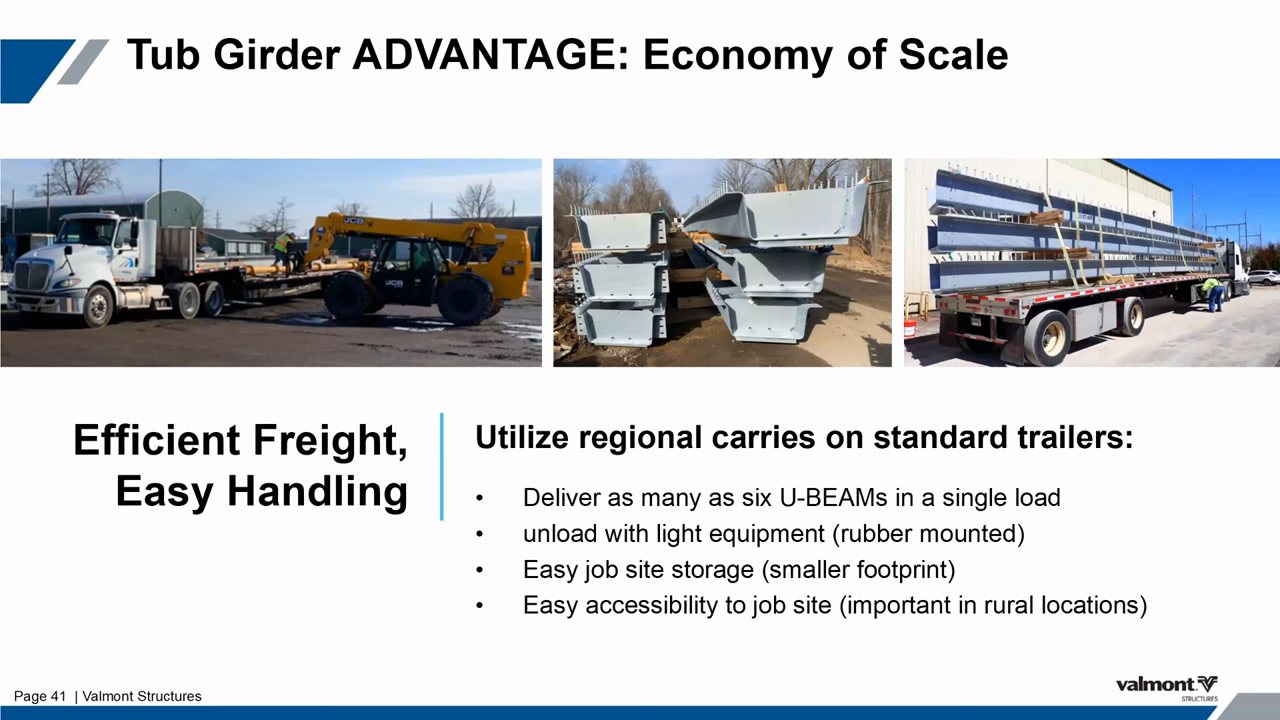 Tub Girder ADVANTAGE: Economy of Scale
JCB
JCB
Efficient Freight,
Easy Handling
Utilize regional carries on standard trailers:
• Deliver as many as six U-BEAMs in a single load
• unload with light equipment (rubber mounted)
• Easy job site storage (smaller footprint)
• Easy accessibility to job site (important in rural locations)
Page 41 | Valmont Structures
valmont
STRUCTURES